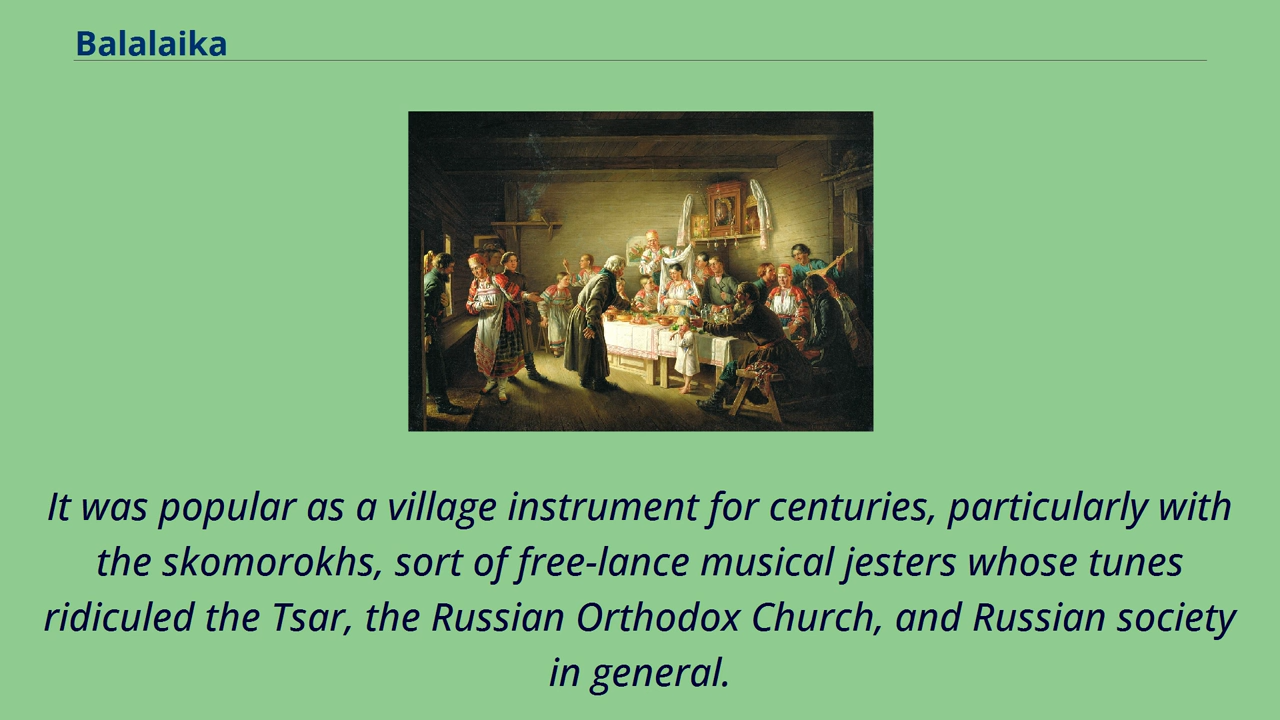 Balalaika
It was popular as a village instrument for centuries, particularly with
the skomorokhs, sort of free-lance musical jesters whose tunes
ridiculed the Tsar, the Russian Orthodox Church, and Russian society
in general.